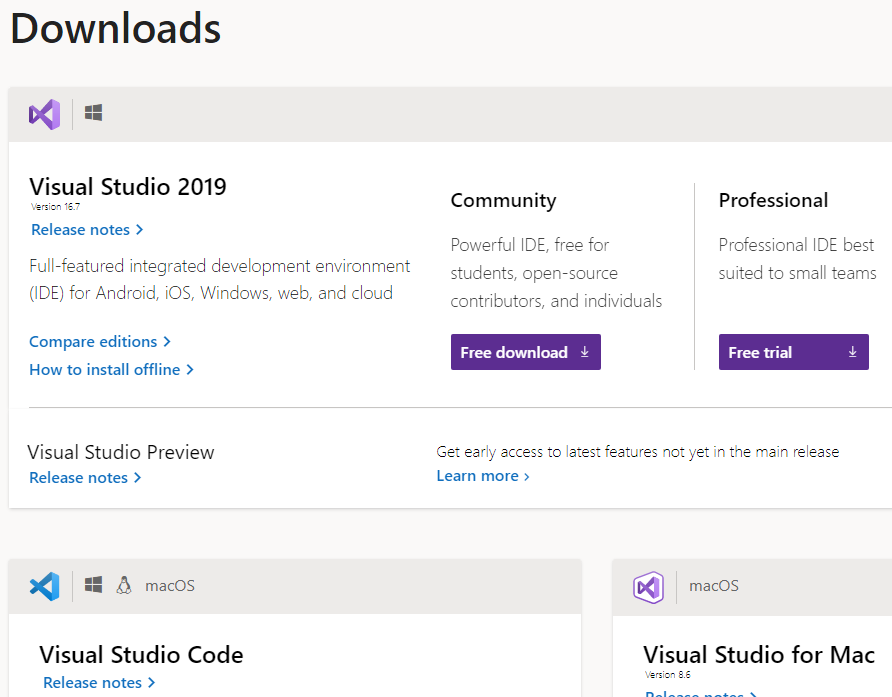 Downloads
Visual Studio 2019
Version 16.7
Release notes
Full-featured integrated development environment
(IDE) for Android, iOS, Windows, web, and cloud
Compare editions
How to install offline
Community
Powerful IDE, free for
students, open-source
contributors, and individuals
Free download
Professional
Professional IDE best
suited to small teams
Free trial
Visual Studio Preview
Release notes
Get early access to latest features not yet in the main release
Learn more
macOS
Visual Studio Code
Release notes
macOS
Visual Studio for Mac
Version 8.6
Release notes